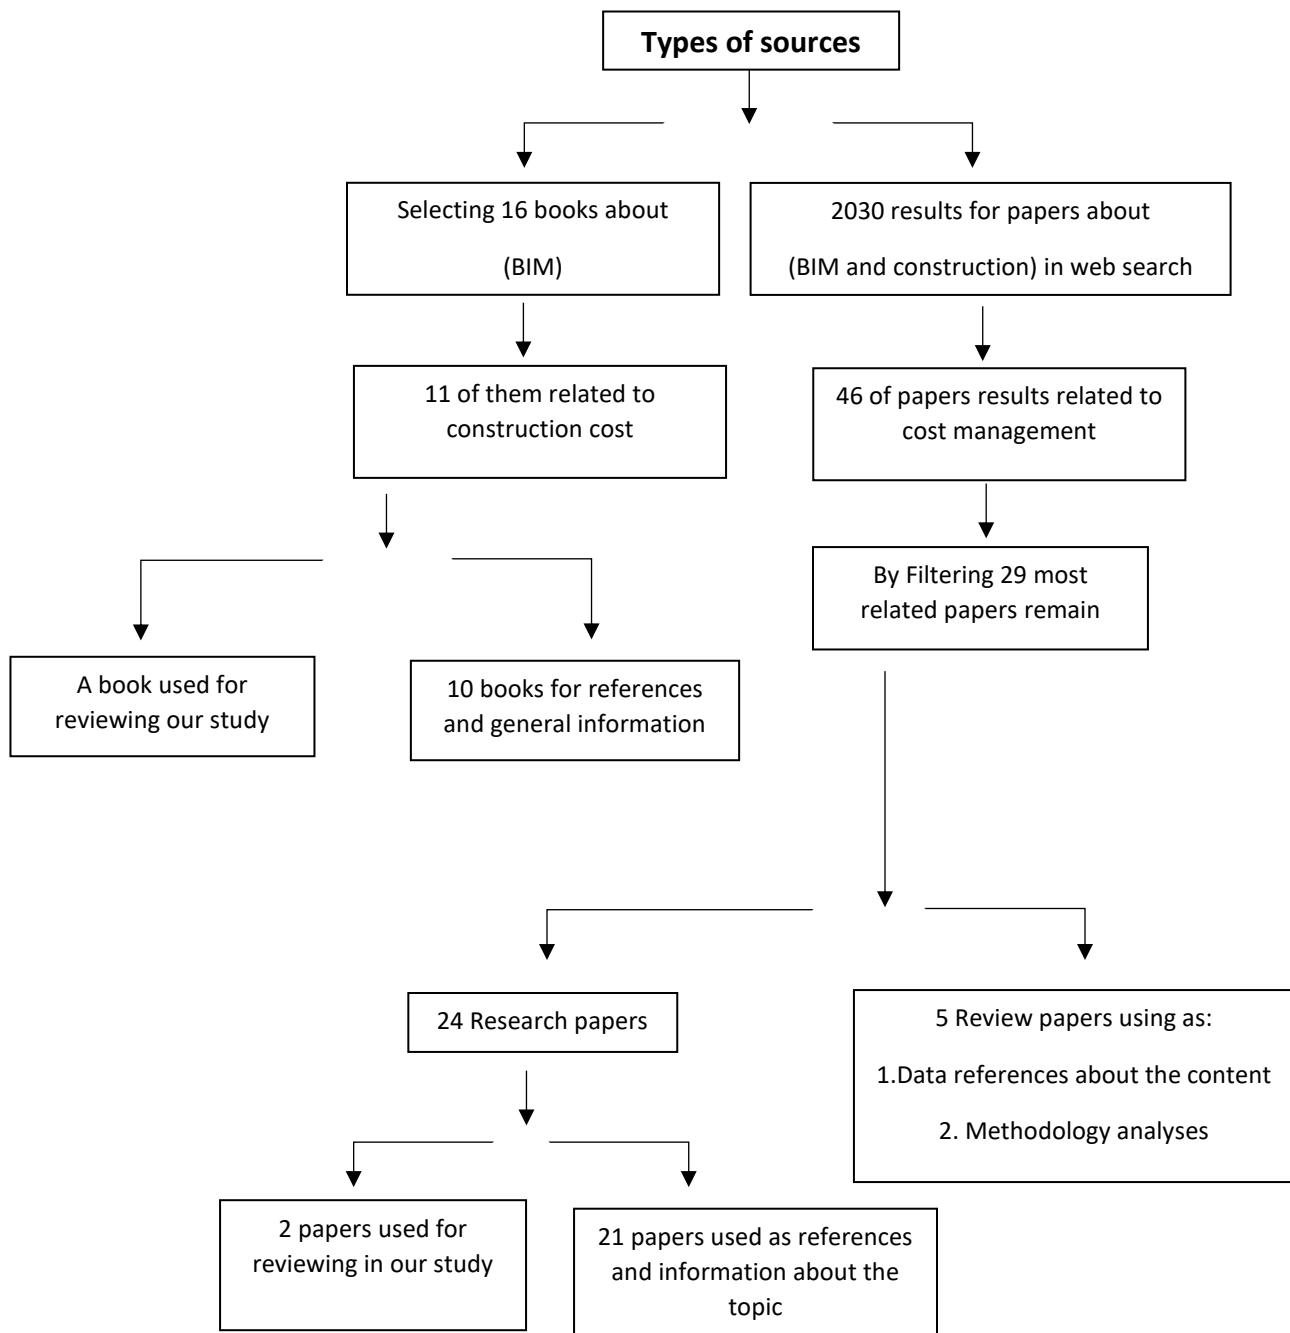 Types of sources
Selecting 16 books about
(BIM)
2030 results for papers about
(BIM and construction) in web search
11 of them related to
construction cost
46 of papers results related to
cost management
By Filtering 29 most
related papers remain
A book used for
reviewing our study
10 books for references
and general information
24 Research papers
5 Review papers using as:
1.Data references about the content
2. Methodology analyses
2 papers used for
reviewing in our study
21 papers used as references
and information about the
topic